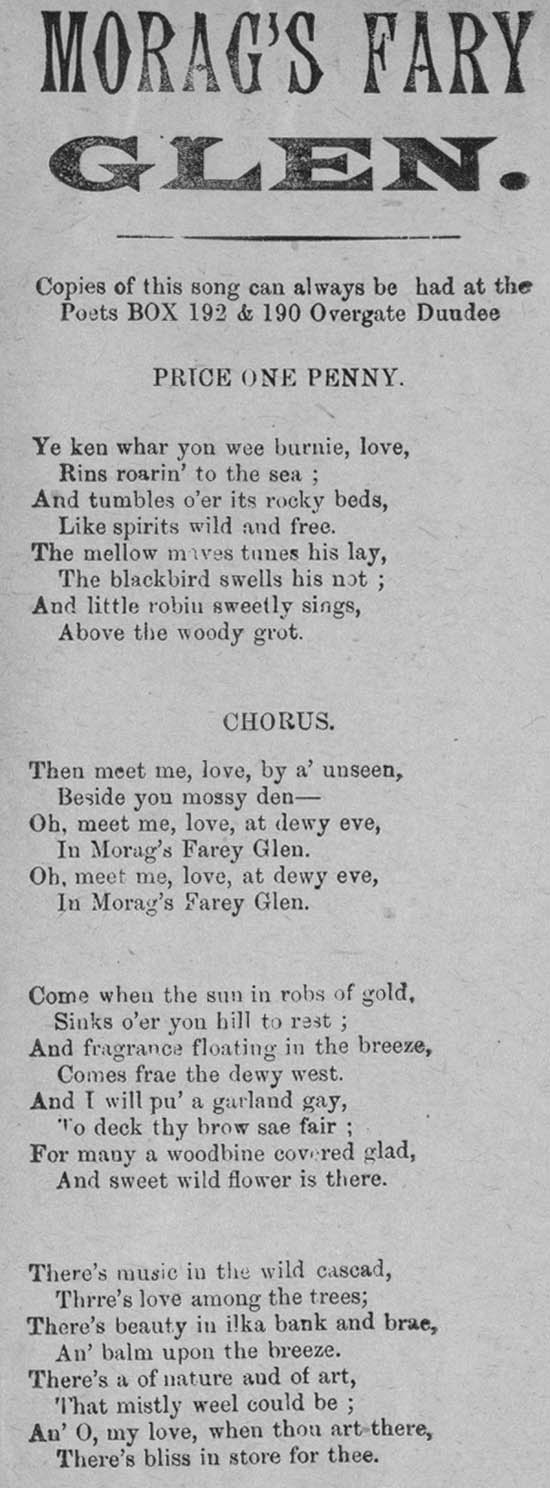 MORAG'S FARY
GLEN.
Copies of this song can always be had at the
Poets BOX 192 & 190 Overgate Dundee
PRICE ONE PENNY.
Ye ken whar yon wee burnie, love,
Rins roarin' to the sea ;
And tumbles o'er its rocky beds,
Like spirits wild and free.
The mellow maves tunes his lay,
The blackbird swells his not ;
And little robin sweetly sings,
Above the woody grot.
CHORUS.
Then meet me, love, by a' unseen,
Beside you mossy den—
Oh, meet me, love, at dewy eve,
In Morag's Farey Glen.
Oh, meet me, love, at dewy eve,
In Morag's Farey Glen.
Come when the sun in robs of gold,
Sinks o'er yon hill to rest ;
And fragrance floating in the breeze,
Comes frae the dewy west.
And I will pu' a garland gay,
To deck thy brow sae fair ;
For many a woodbine covered glad,
And sweet wild flower is there.
There's music in the wild cascad,
Thrre's love among the trees;
There's beauty in ilka bank and brae,
An' balm upon the breeze.
There's a of nature and of art,
That mistly weel could be ;
An' O, my love, when thou art there,
There's bliss in store for thee.